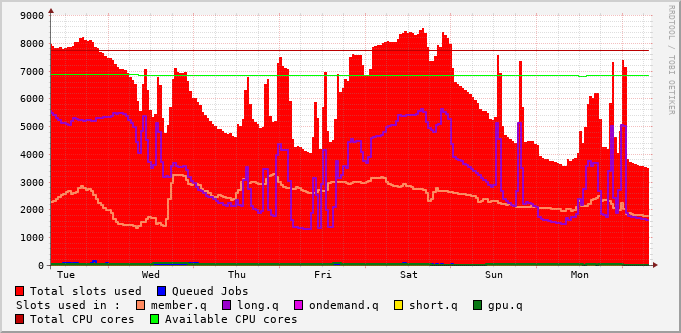 9000
8000
7000
6000
5000
4000
3000
2000
1000
0
Tue Wed Thu Fri Sat Sun Mon
RRDTOOL / TOBI OETIKER
Total slots used Queued Jobs
Slots used in : member.q long.q ondemand.q short.q gpu.q
Total CPU cores Available CPU cores